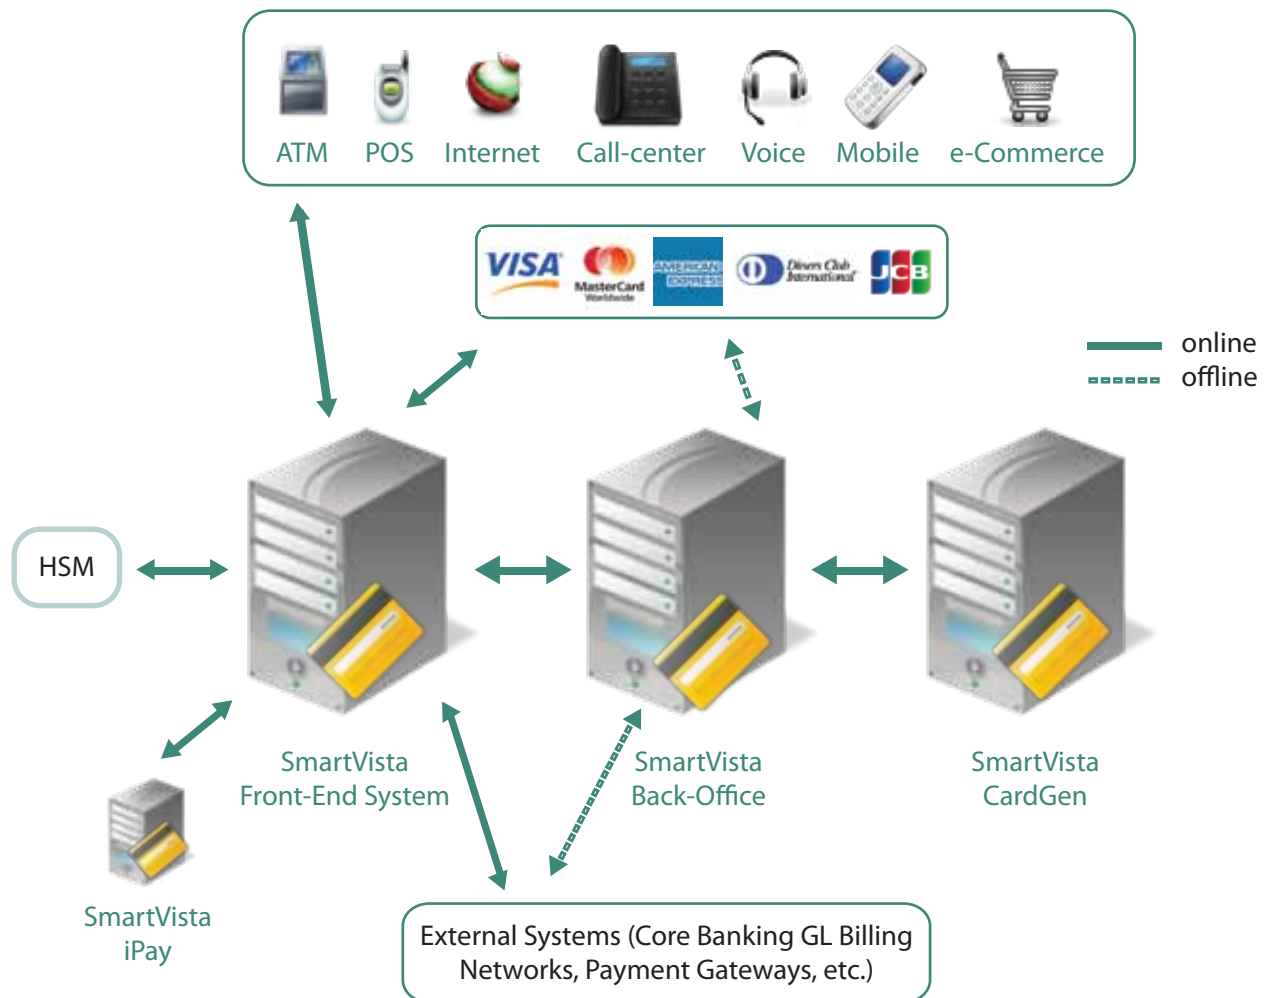 ATM POS Internet Call-center Voice Mobile e-Commerce
VISA
MasterCard
Worldwide
AMERICAN
EXPRESS
Diners Club
International
JCB
online
offline
HSM
SmartVista
Front-End System
SmartVista
Back-Office
SmartVista
CardGen
SmartVista
iPay
External Systems (Core Banking GL Billing
Networks, Payment Gateways, etc.)